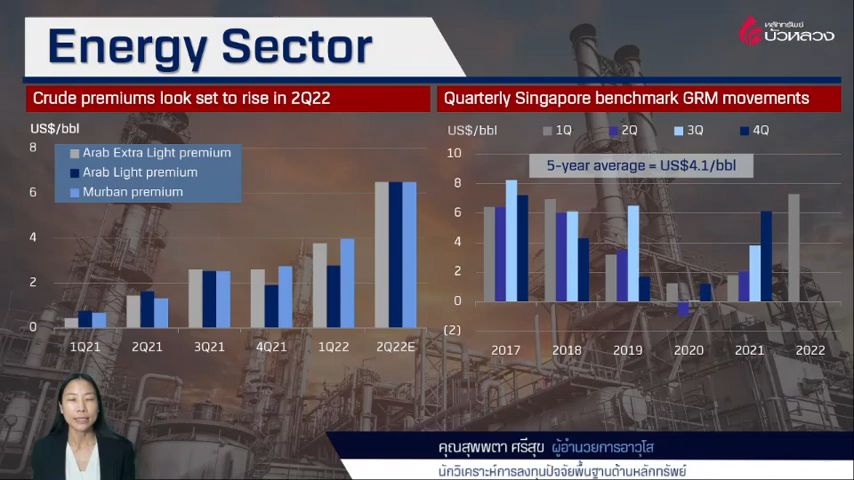 Energy Sector
หลักทรัพย์
บัวหลวง
Crude premiums look set to rise in 2Q22
Quarterly Singapore benchmark GRM movements
US$/bbl
8
6
4
2
0
Arab Extra Light premium
Arab Light premium
Murban premium
1Q21 2Q21 3Q21 4Q21 1Q22 2Q22E
US$/bbl
1Q 2Q 3Q 4Q
5-year average = US$4.1/bbl
10
8
6
4
2
0
(2)
2017 2018 2019 2020 2021 2022
คุณสุพพตา ศรีสุข ผู้อำนวยการอาวุโส
นักวิเคราะห์การลงทุนปัจจัยพื้นฐานด้านหลักทรัพย์